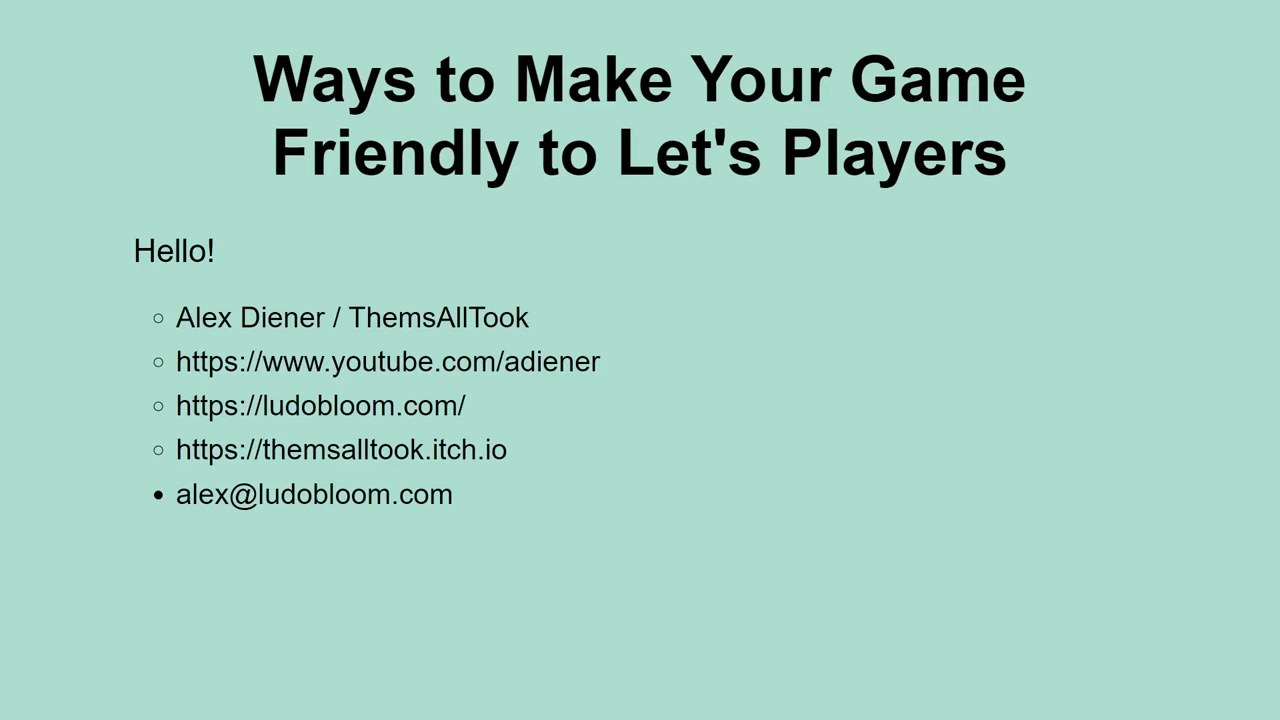 Ways to Make Your Game
Friendly to Let's Players
Hello!
Alex Diener / ThemsAllTook
https://www.youtube.com/adiener
https://ludobloom.com/
https://themsalltook.itch.io
alex@ludobloom.com